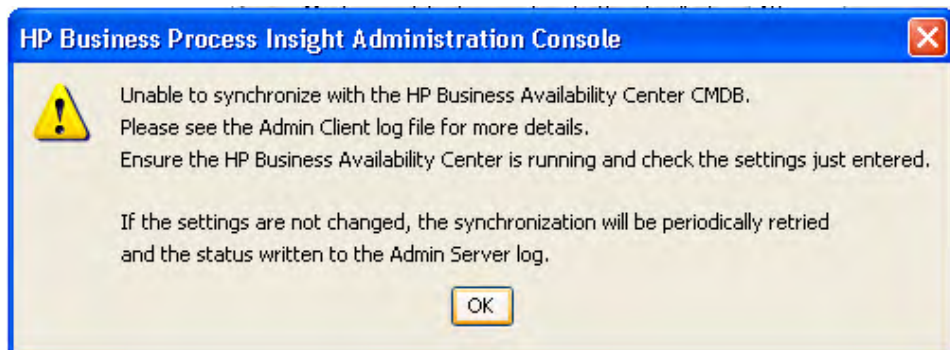 HP Business Process Insight Administration Console
Unable to synchronize with the HP Business Availability Center CMDB.
Please see the Admin Client log file for more details.
Ensure the HP Business Availability Center is running and check the settings just entered.
If the settings are not changed, the synchronization will be periodically retried
and the status written to the Admin Server log.
OK